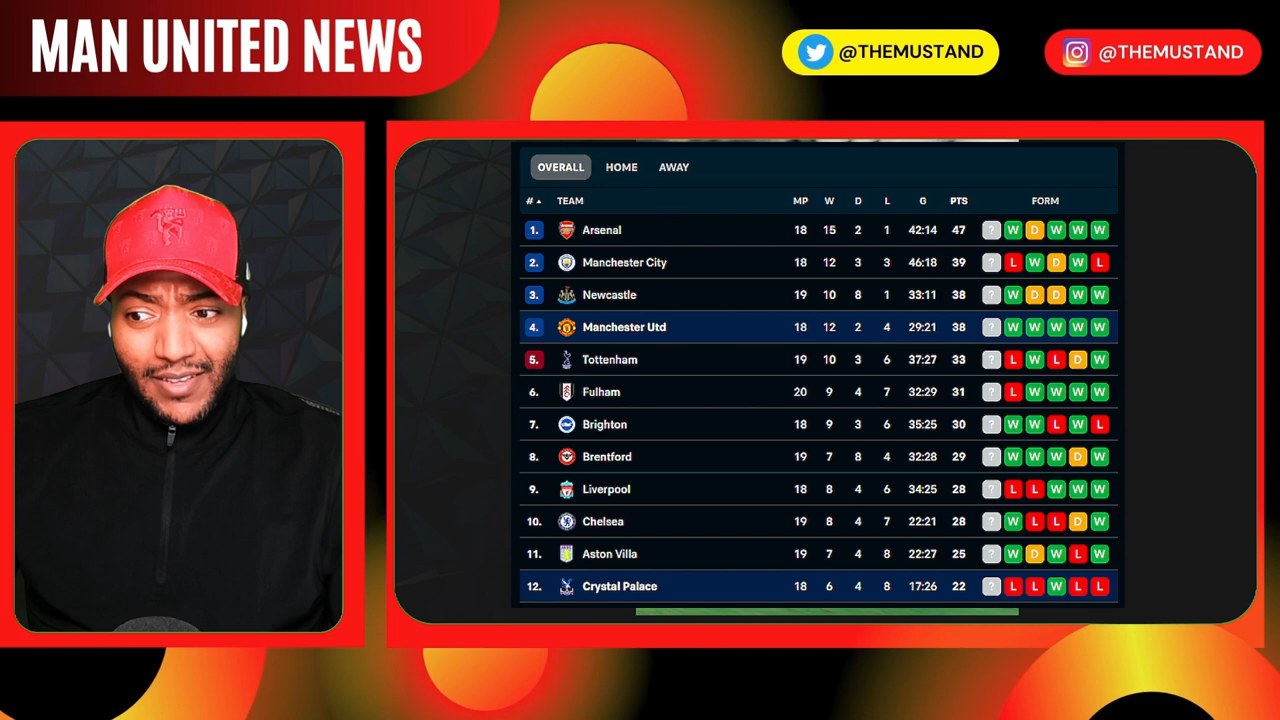 MAN UNITED NEWS
@THEMUSTAND
@THEMUSTAND
OVERALL HOME AWAY
# TEAM MP W D L G PTS FORM
1. Arsenal 18 15 2 1 42:14 47 ? W D W W W
2. Manchester City 18 12 3 3 46:18 39 ? L W D W L
3. Newcastle 19 10 8 1 33:11 38 ? W D D W W
4. Manchester Utd 18 12 2 4 29:21 38 ? W W W W W
5. Tottenham 19 10 3 6 37:27 33 ? L W L D W
6. Fulham 20 9 4 7 32:29 31 ? L W W W W
7. Brighton 18 9 3 6 35:25 30 ? W W L W L
8. Brentford 19 7 8 4 32:28 29 ? W W W D W
9. Liverpool 18 8 4 6 34:25 28 ? L L W W W
10. Chelsea 19 8 4 7 22:21 28 ? W L L D W
11. Aston Villa 19 7 4 8 22:27 25 ? W D W L W
12. Crystal Palace 18 6 4 8 17:26 22 ? L L W L L